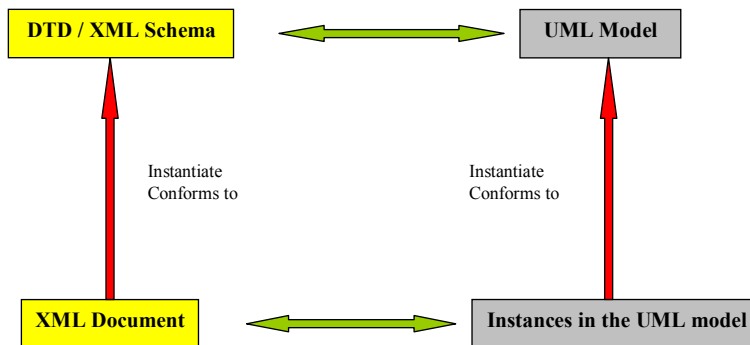 DTD / XML Schema
UML Model
Instantiate
Conforms to
Instantiate
Conforms to
XML Document
Instances in the UML model